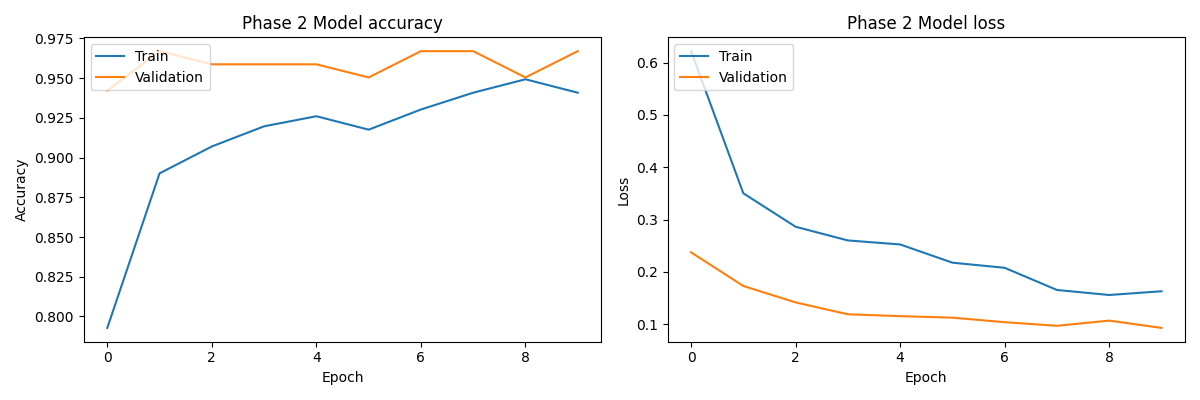 Phase 2 Model accuracy
Train
Validation
0.975
0.950
0.925
0.900
0.875
0.850
0.825
0.800
Accuracy
0 2 4 6 8
Epoch
Phase 2 Model loss
Train
Validation
0.6
0.5
0.4
0.3
0.2
0.1
Loss
0 2 4 6 8
Epoch